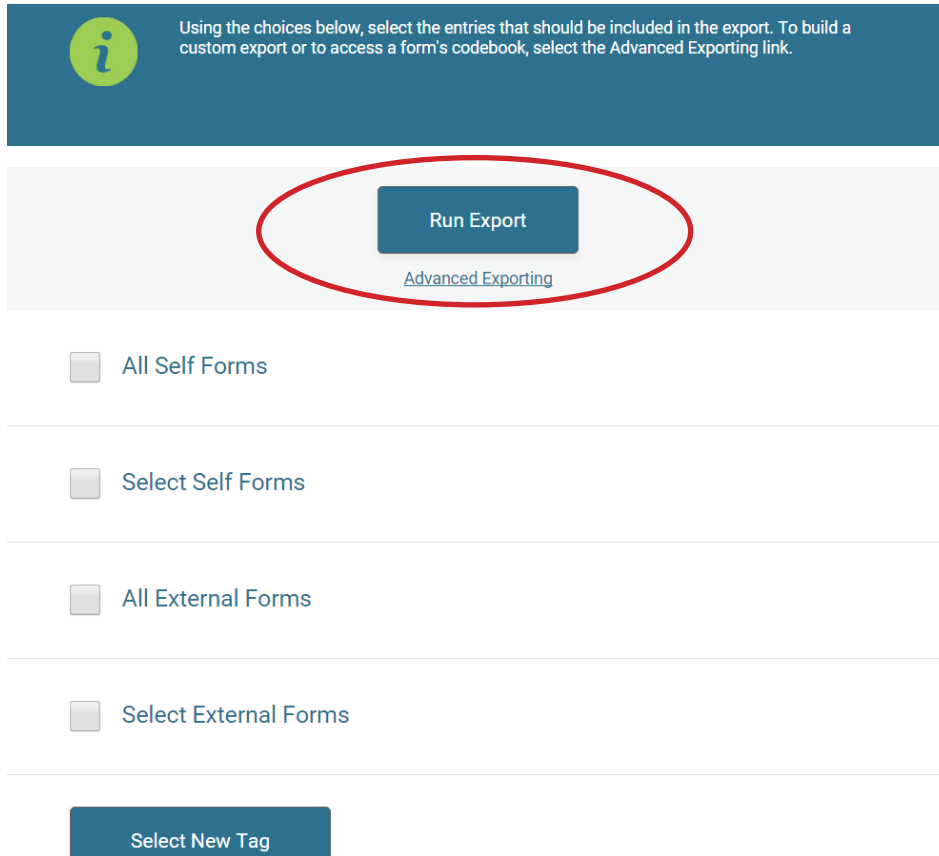 i
Using the choices below, select the entries that should be included in the export. To build a
custom export or to access a form's codebook, select the Advanced Exporting link.
Run Export
Advanced Exporting
All Self Forms
Select Self Forms
All External Forms
Select External Forms
Select New Tag